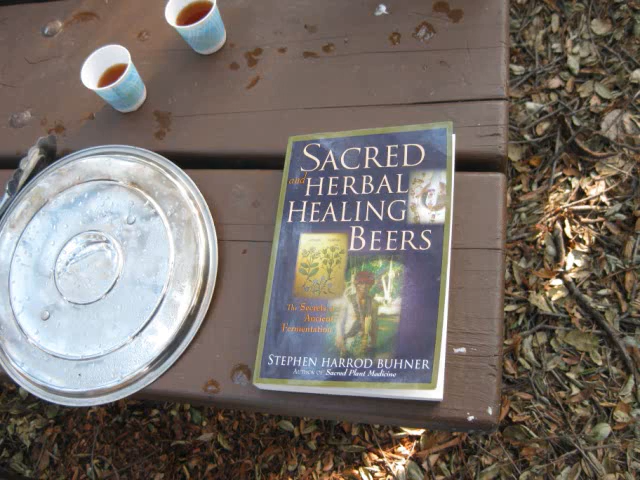 SACRED
and HERBAL
HEALING
BEERS
The Secrets of
Ancient
Fermentation
STEPHEN HARROD BUHNER
AUTHOR OF Sacred Plant Medicine